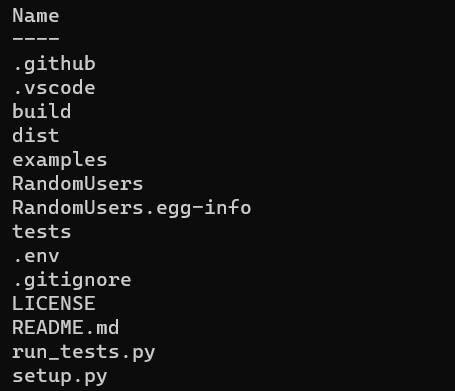 Name
----
.github
.vscode
build
dist
examples
RandomUsers
RandomUsers.egg-info
tests
.env
.gitignore
LICENSE
README.md
run_tests.py
setup.py